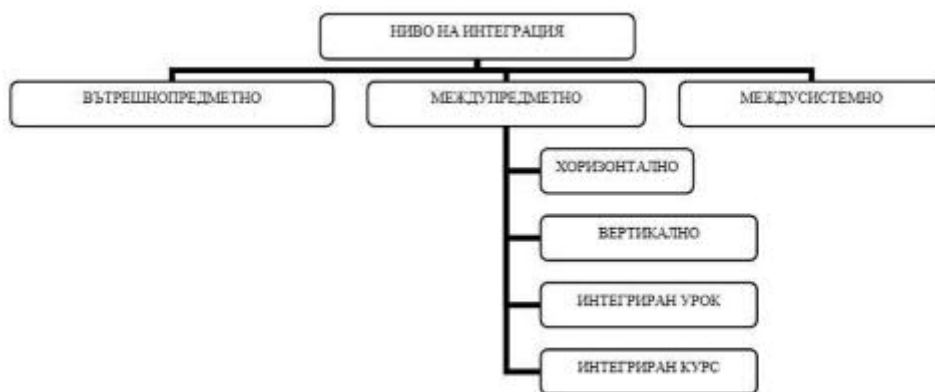 НИВО НА ИНТЕГРАЦИЯ
ВЪТРЕШНОПРЕДМЕТНО
МЕЖДУПРЕДМЕТНО
МЕЖДУСИСТЕМНО
ХОРИЗОНТАЛНО
ВЕРТИКАЛНО
ИНТЕГРИРАН УРОК
ИНТЕГРИРАН КУРС